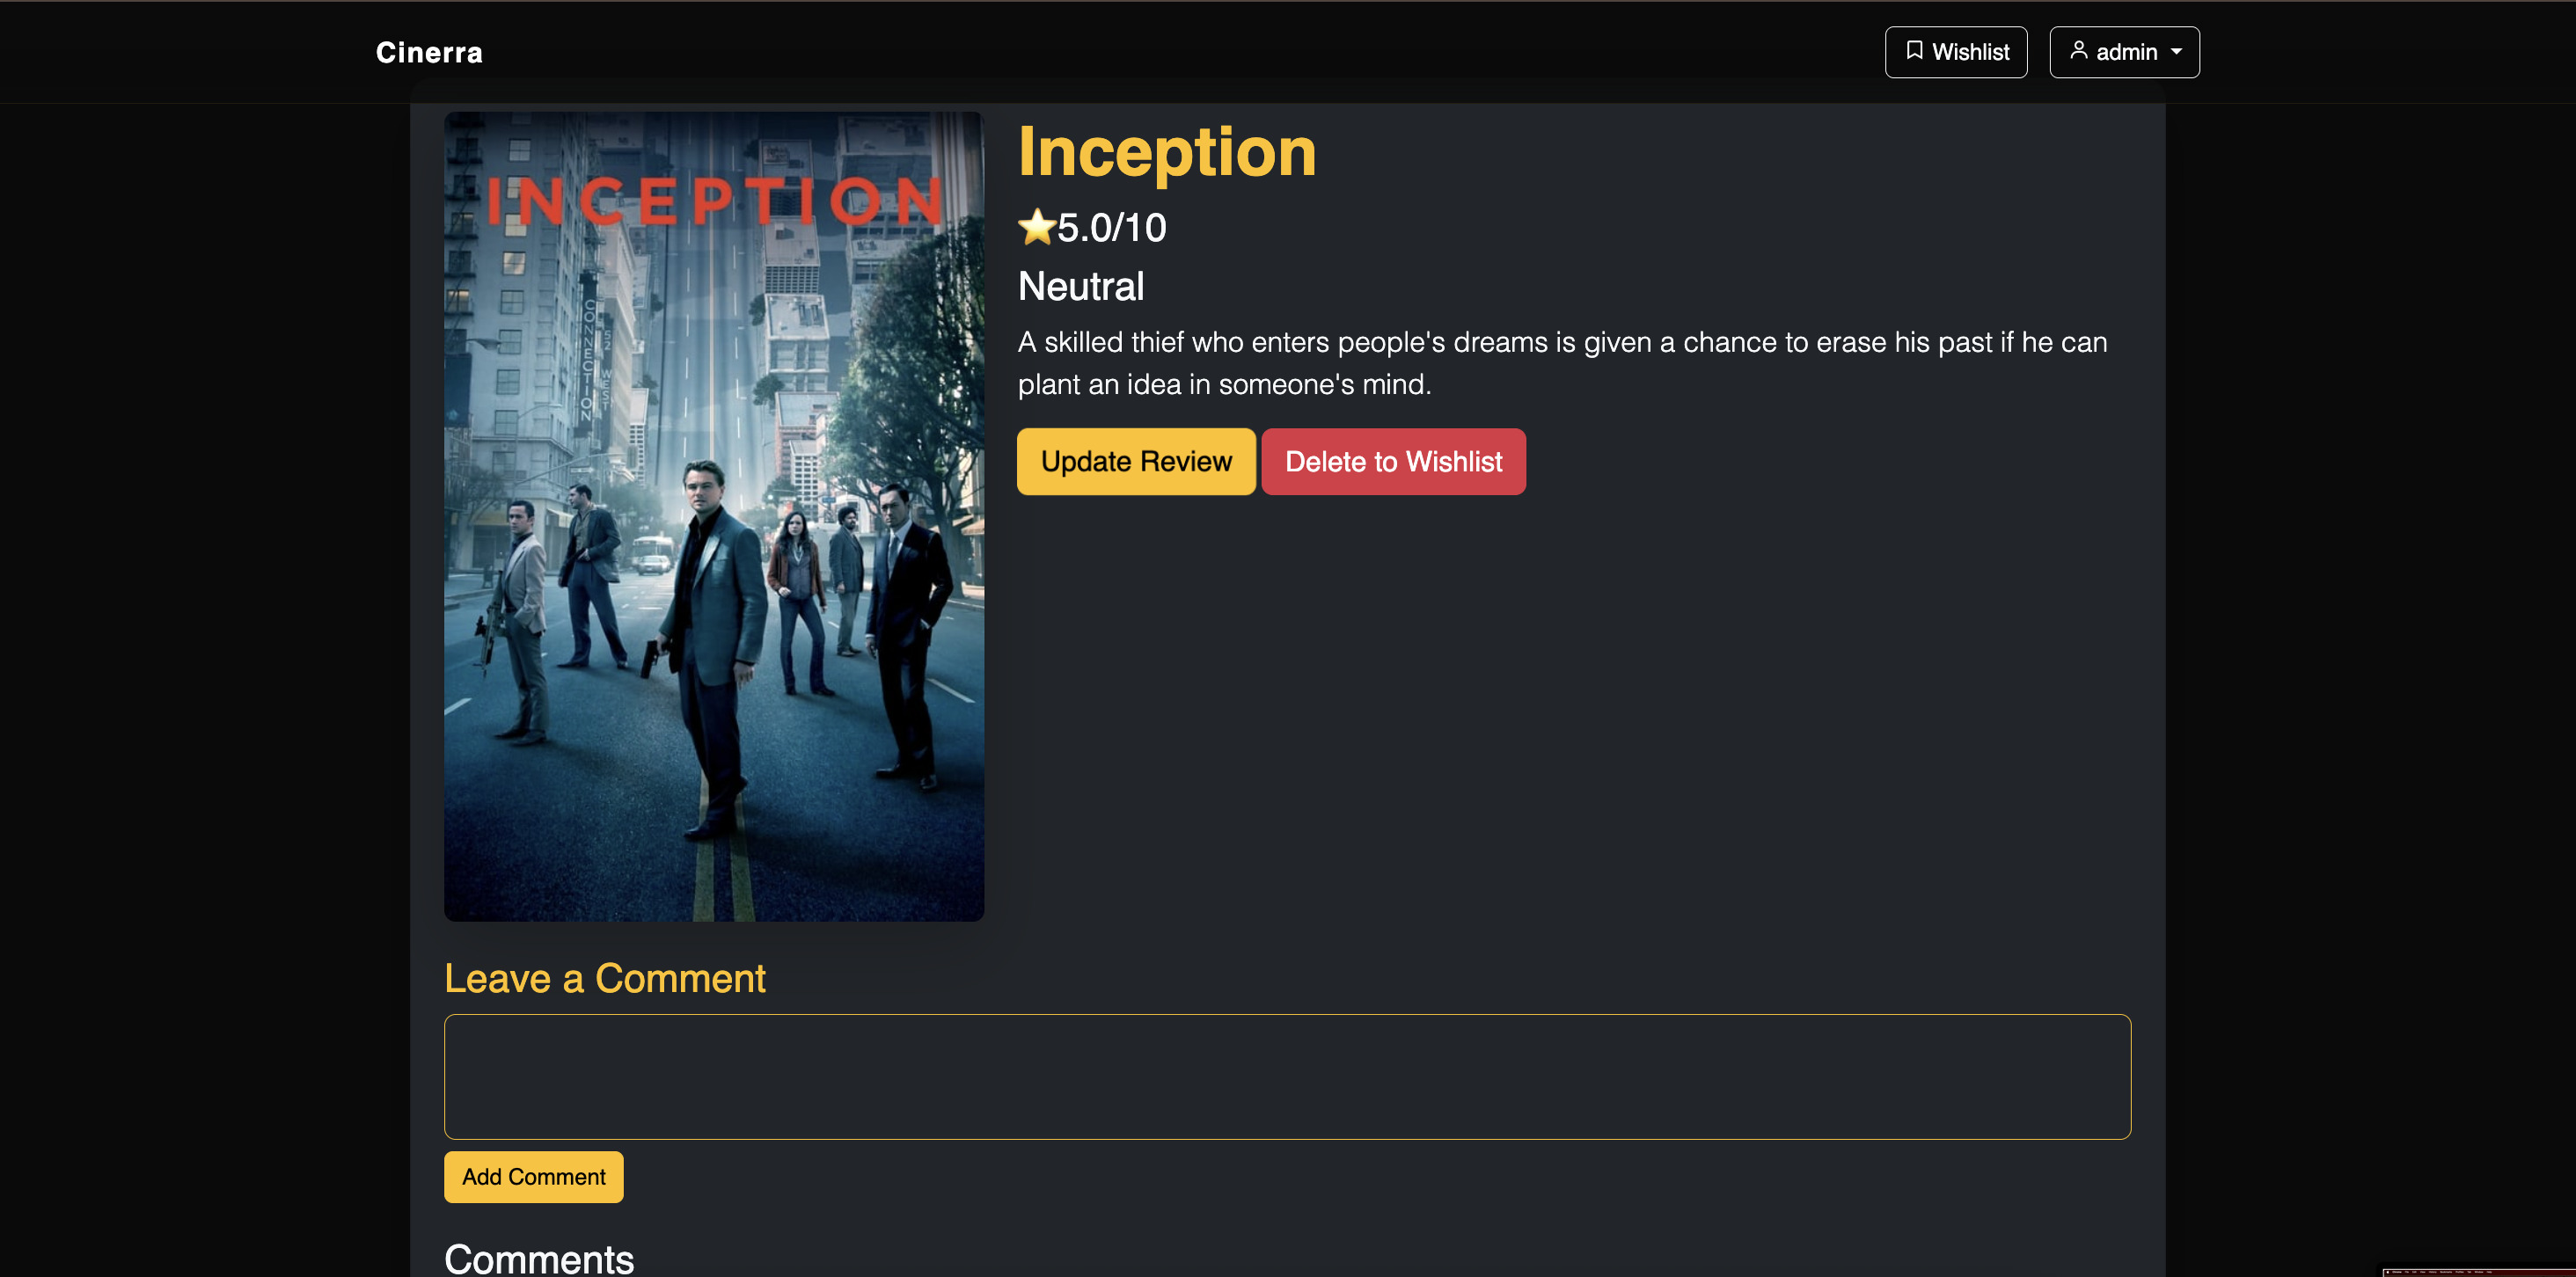 Cinerra
Wishlist
admin
INCEPTION
CONNECTION
52 WEST
Inception
⭐5.0/10
Neutral
A skilled thief who enters people's dreams is given a chance to erase his past if he can
plant an idea in someone's mind.
Update Review
Delete to Wishlist
Leave a Comment
Add Comment
Comments